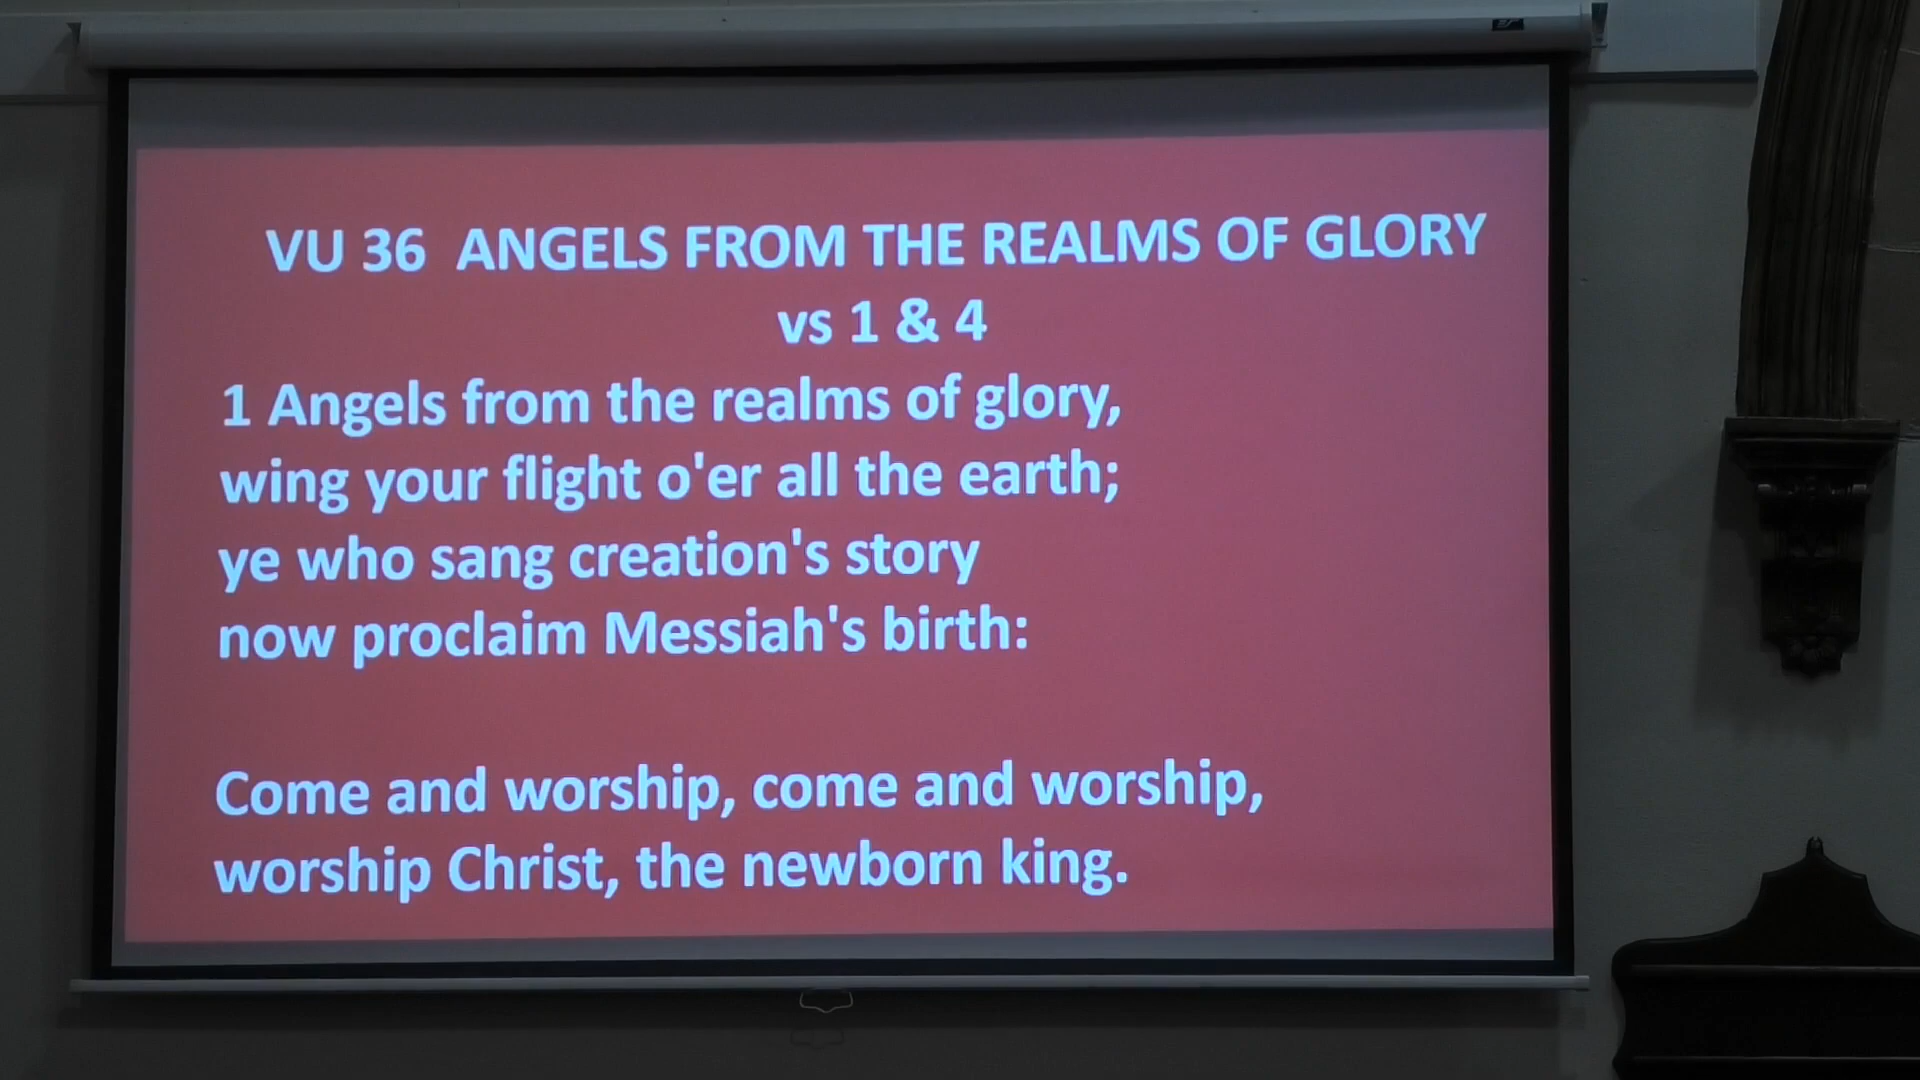 VU 36 ANGELS FROM THE REALMS OF GLORY
vs 1 & 4
1 Angels from the realms of glory,
wing your flight o'er all the earth;
ye who sang creation's story
now proclaim Messiah's birth:
Come and worship, come and worship,
worship Christ, the newborn king.